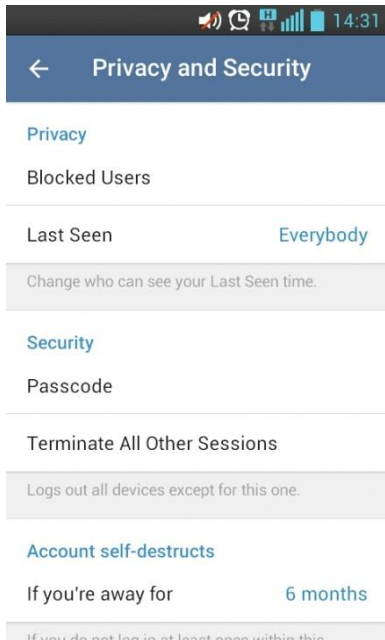 H 14:31
Privacy and Security
Privacy
Blocked Users
Last Seen Everybody
Change who can see your Last Seen time.
Security
Passcode
Terminate All Other Sessions
Logs out all devices except for this one.
Account self-destructs
If you're away for 6 months
If you do not log in at least once within this